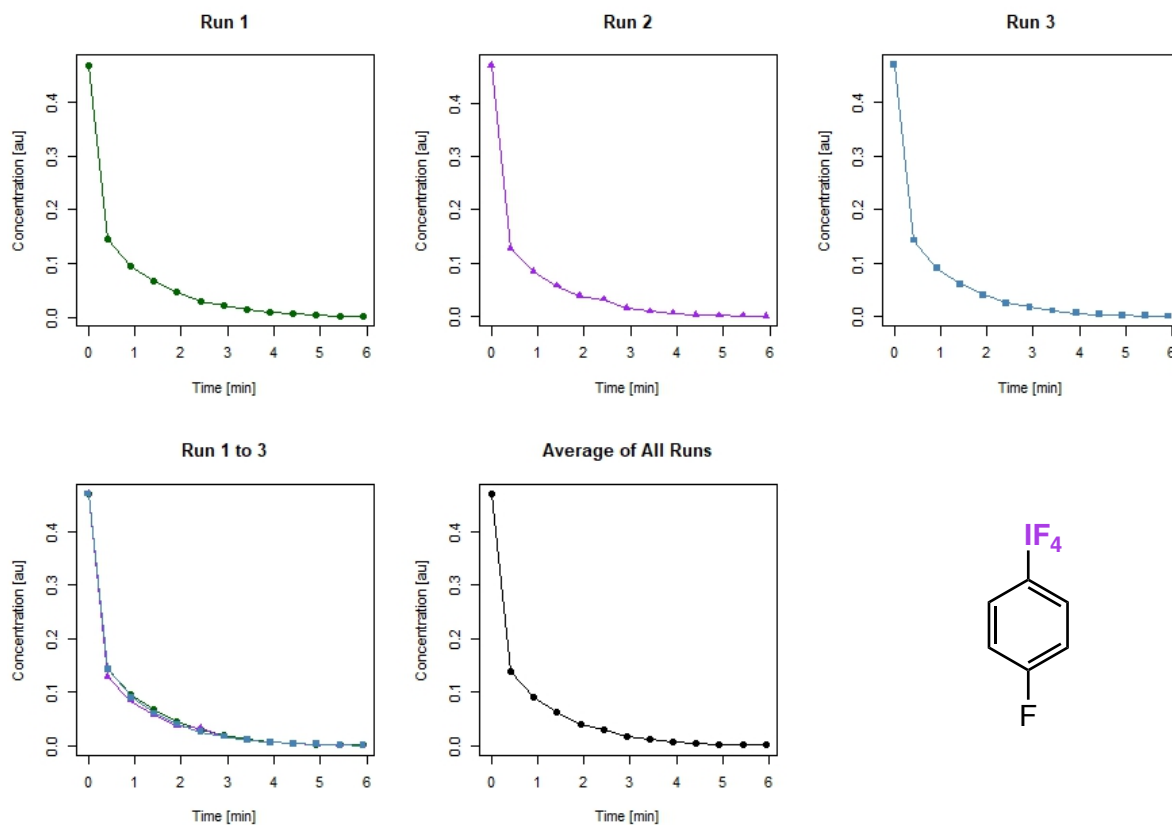 Run 1
Run 2
Run 3
Concentration [au]
0.0 0.1 0.2 0.3 0.4
0 1 2 3 4 5 6
Time [min]
Concentration [au]
0.0 0.1 0.2 0.3 0.4
0 1 2 3 4 5 6
Time [min]
Concentration [au]
0.0 0.1 0.2 0.3 0.4
0 1 2 3 4 5 6
Time [min]
Run 1 to 3
Average of All Runs
Concentration [au]
0.0 0.1 0.2 0.3 0.4
0 1 2 3 4 5 6
Time [min]
Concentration [au]
0.0 0.1 0.2 0.3 0.4
0 1 2 3 4 5 6
Time [min]
IF4
F